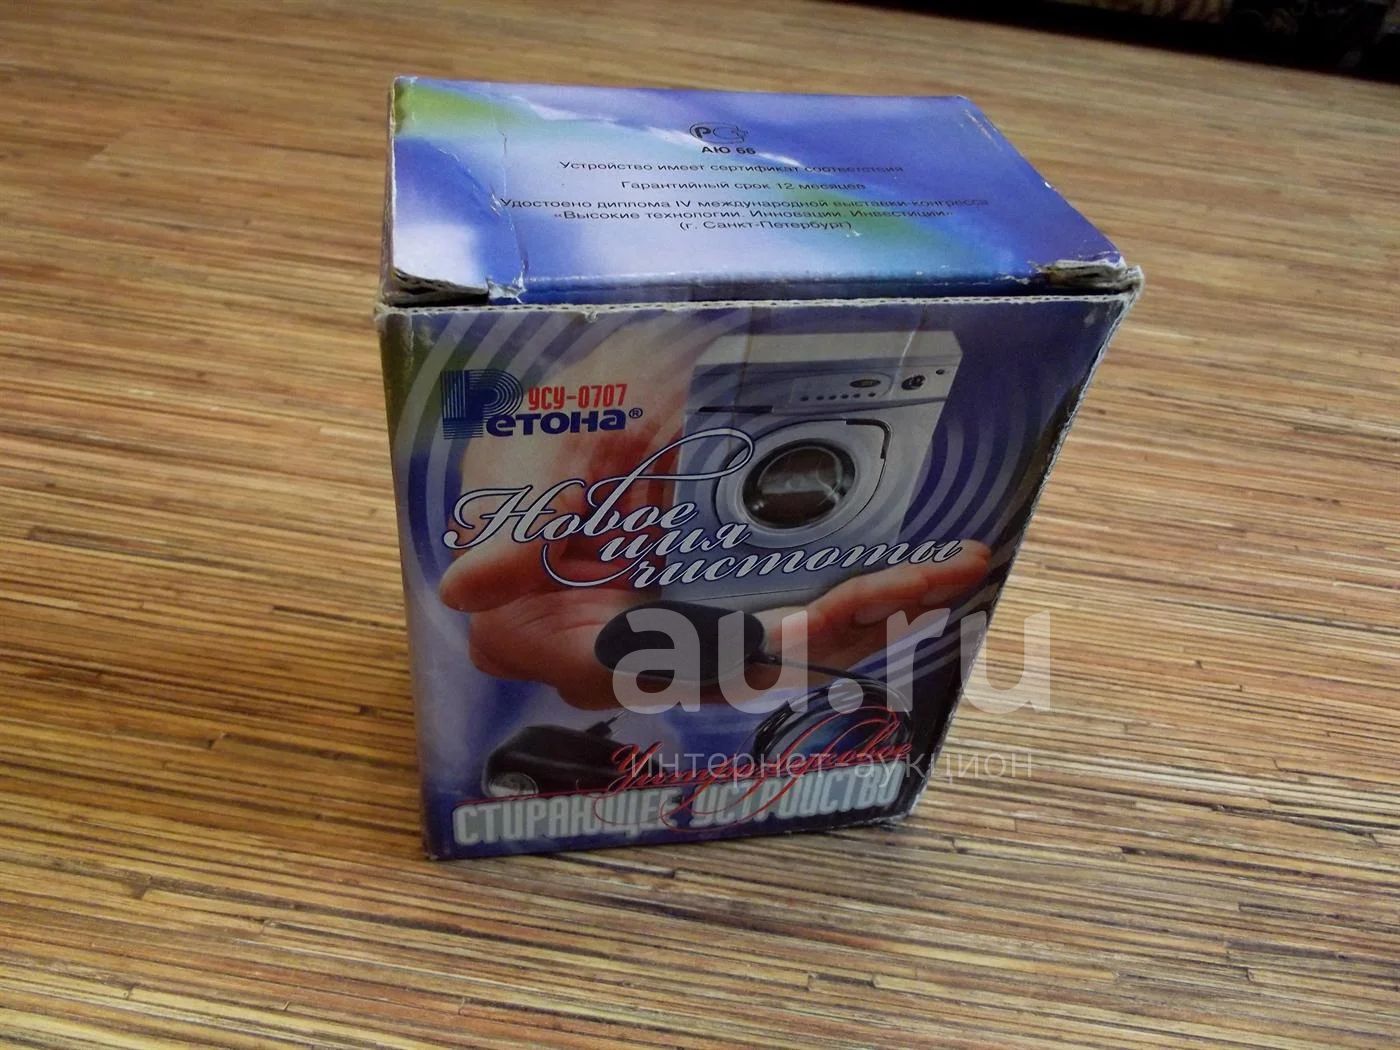 РС
АЮ 66
Устройство имеет сертификат соответствия
Гарантийный срок 12 месяцев
Удостоено диплома IV международной выставки-конгресса
«Высокие технологии. Инновации. Инвестиции»
(г. Санкт-Петербург)
УСУ-0707
Ретона®
Новое
имя
чистоты
au.ru
интернет-аукцион
Ультразвуковое
СТИРАЮЩЕЕ УСТРОЙСТВО